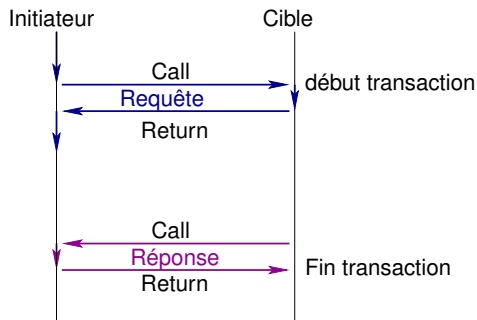 Initiateur Cible
Call
début transaction
Requête
Return
Call
Réponse
Fin transaction
Return